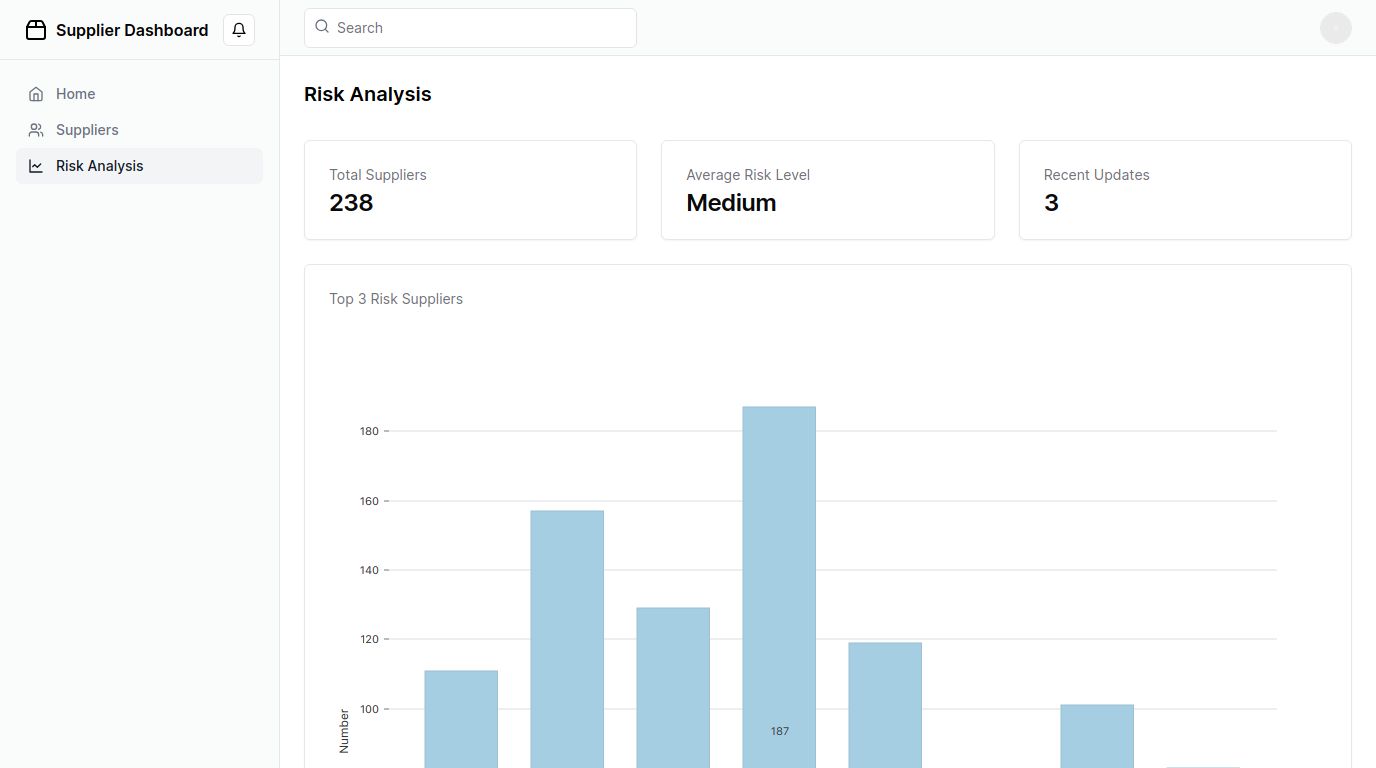 Supplier Dashboard
Search
Home
Suppliers
Risk Analysis
Risk Analysis
Total Suppliers
238
Average Risk Level
Medium
Recent Updates
3
Top 3 Risk Suppliers
180
160
140
120
100
Number
187